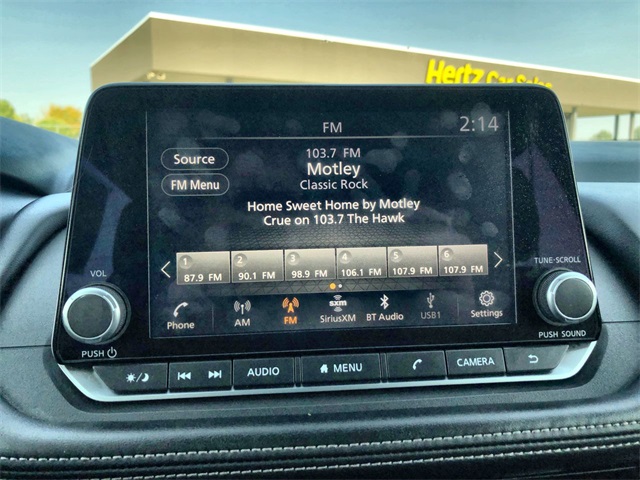 Hertz Car Sales
FM
2:14
Source
103.7 FM
Motley
FM Menu
Classic Rock
Home Sweet Home by Motley
Crue on 103.7 The Hawk
1 2 3 4 5 6
87.9 FM 90.1 FM 98.9 FM 106.1 FM 107.9 FM 107.9 FM
VOL
TUNE·SCROLL
sxm
Phone AM FM SiriusXM BT Audio USB1 Settings
PUSH
PUSH SOUND
AUDIO MENU CAMERA